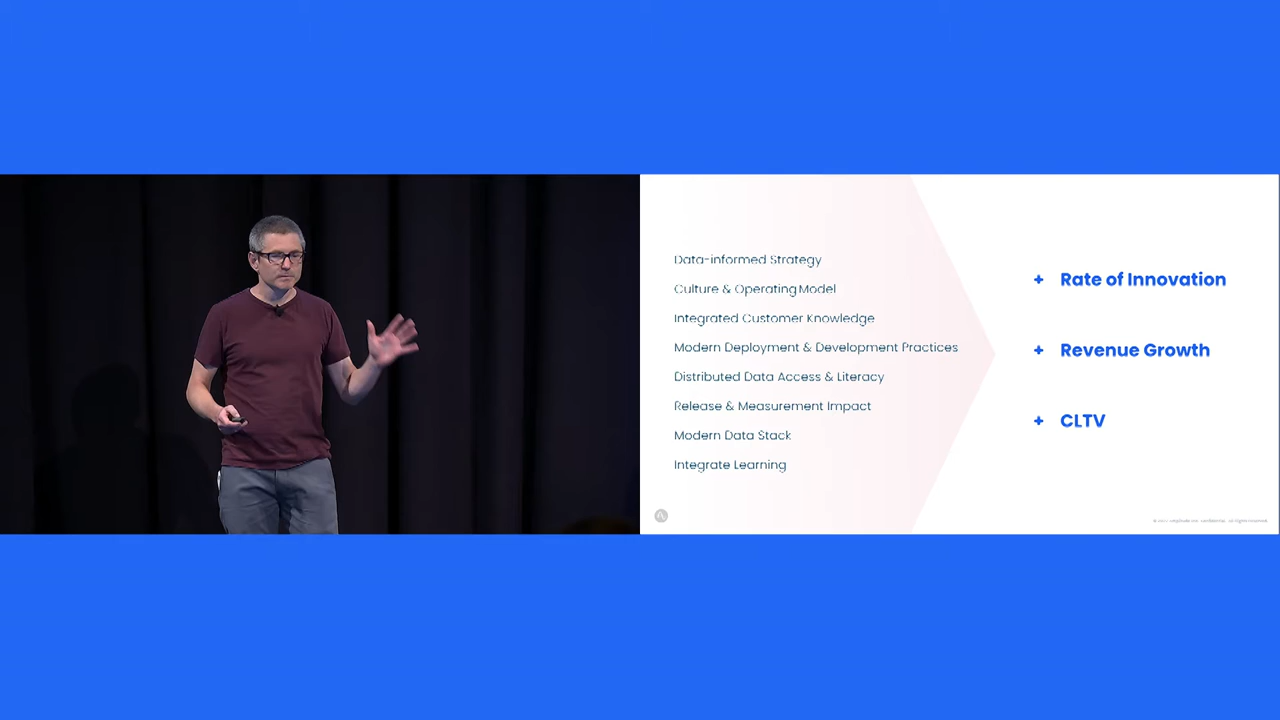 Data-informed Strategy
Culture & Operating Model
Integrated Customer Knowledge
Modern Deployment & Development Practices
Distributed Data Access & Literacy
Release & Measurement Impact
Modern Data Stack
Integrate Learning
+ Rate of Innovation
+ Revenue Growth
+ CLTV